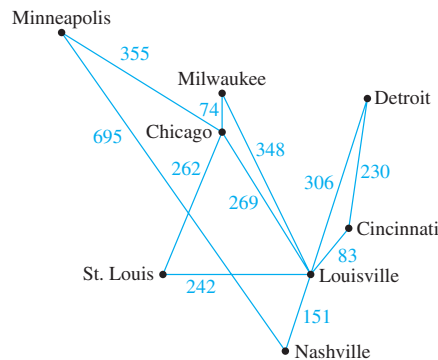 Minneapolis
355
Milwaukee
74
Detroit
Chicago
695
348
262
306
230
269
Cincinnati
83
St. Louis
242
Louisville
151
Nashville